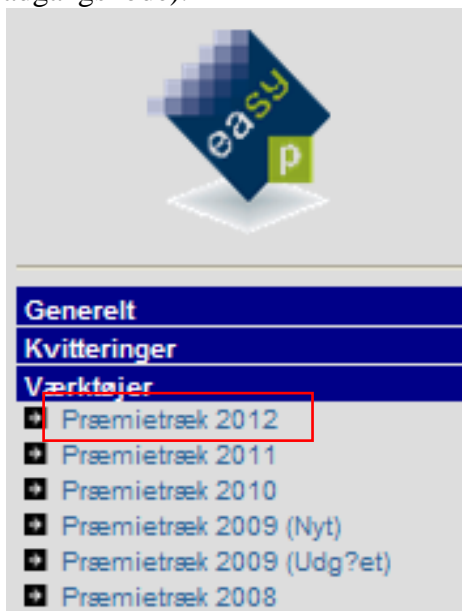 easy
p
Generelt
Kvitteringer
Værktøjer
Præmietræk 2012
Præmietræk 2011
Præmietræk 2010
Præmietræk 2009 (Nyt)
Præmietræk 2009 (Udg?et)
Præmietræk 2008